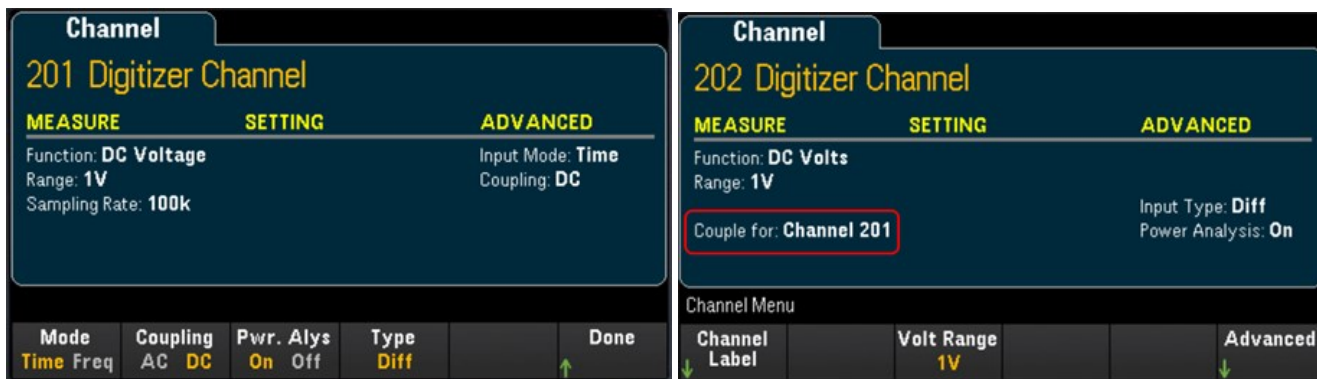 Channel
201 Digitizer Channel
MEASURE SETTING ADVANCED
Function: DC Voltage Input Mode: Time
Range: 1V Coupling: DC
Sampling Rate: 100k
Mode Coupling Pwr. Alys Type Done
Time Freq AC DC On Off Diff
Channel
202 Digitizer Channel
MEASURE SETTING ADVANCED
Function: DC Volts
Range: 1V
Input Type: Diff
Couple for: Channel 201 Power Analysis: On
Channel Menu
Channel Volt Range Advanced
Label 1V